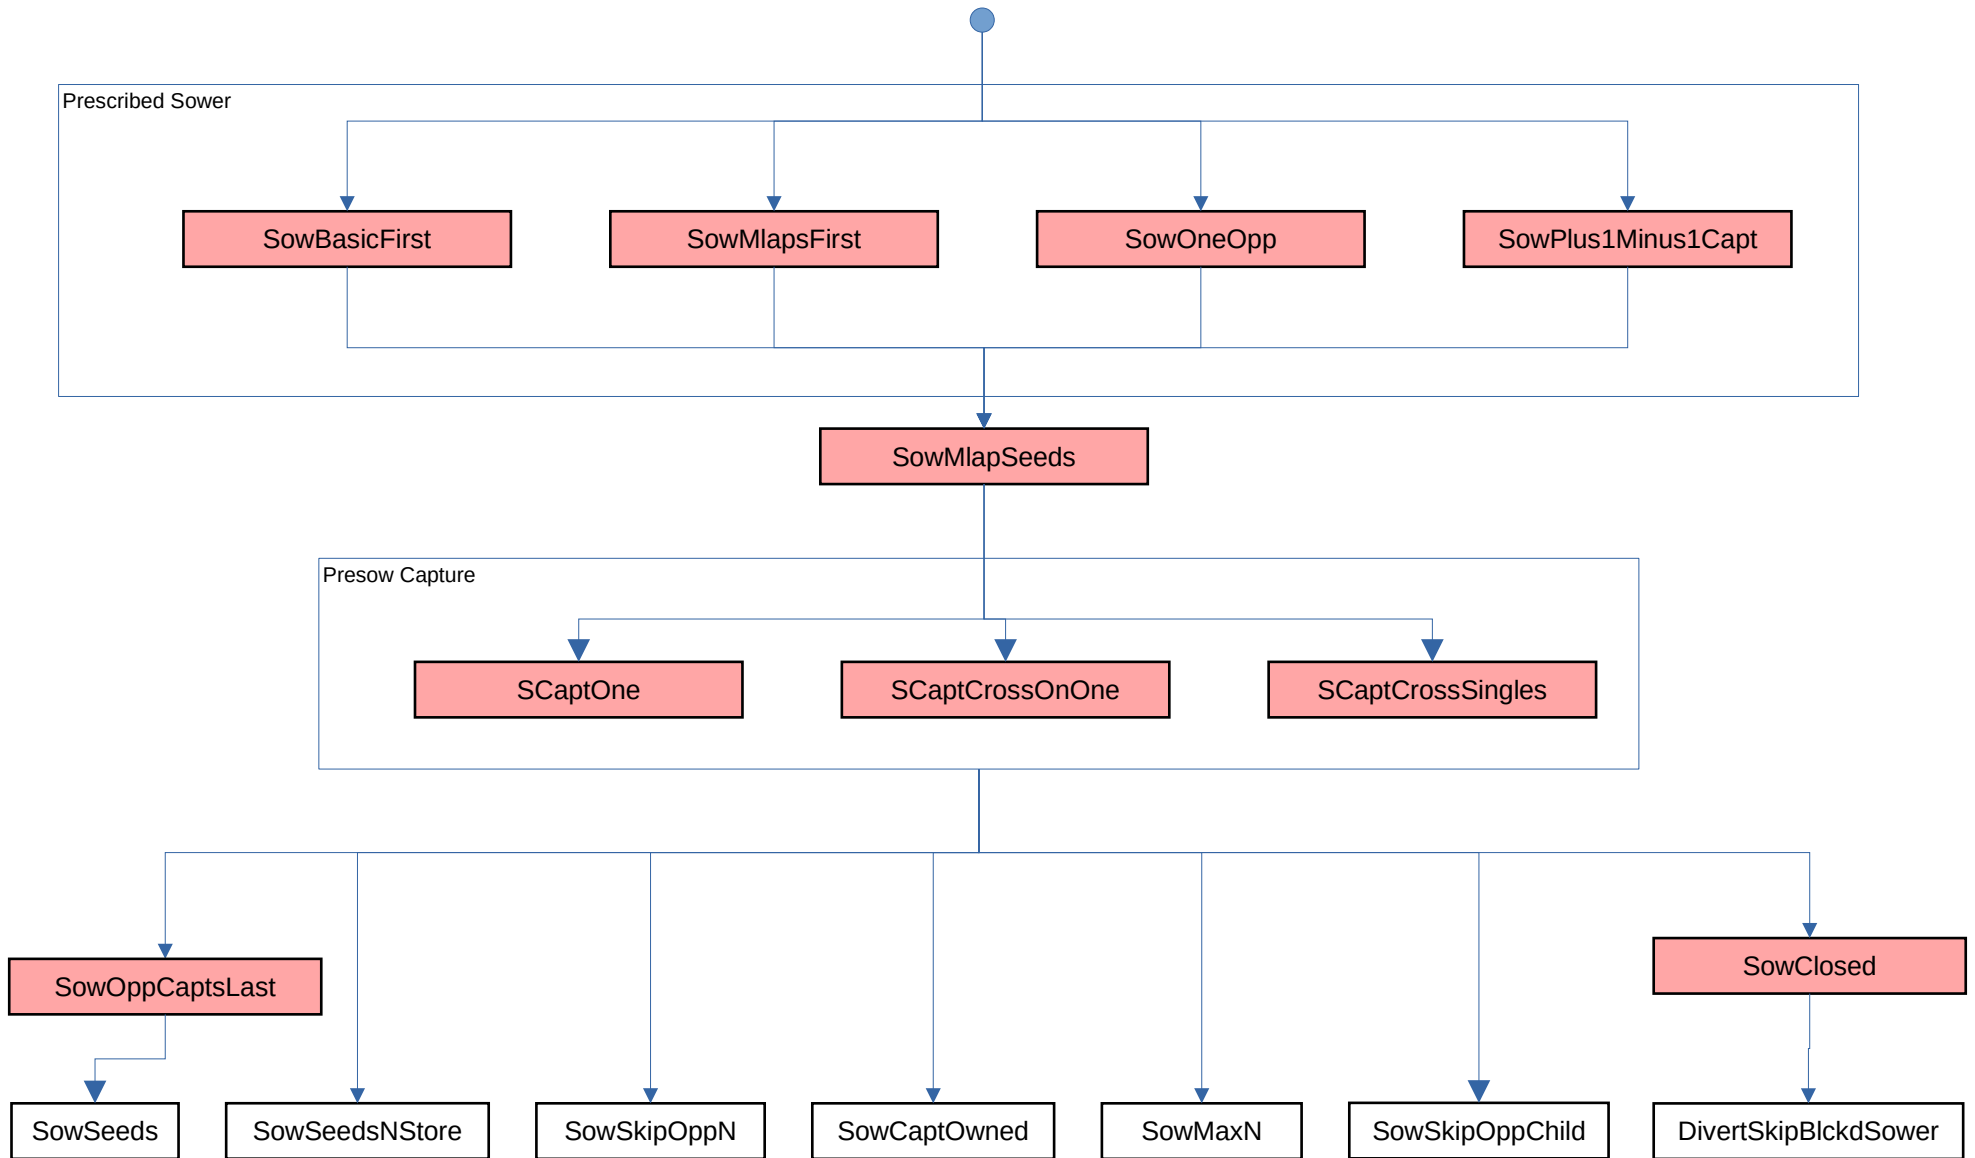 Prescribed Sower
SowBasicFirst
SowMlapsFirst
SowOneOpp
SowPlus1Minus1Capt
SowMlapSeeds
Presow Capture
SCaptOne
SCaptCrossOnOne
SCaptCrossSingles
SowOppCaptsLast
SowClosed
SowSeeds
SowSeedsNStore
SowSkipOppN
SowCaptOwned
SowMaxN
SowSkipOppChild
DivertSkipBlckdSower